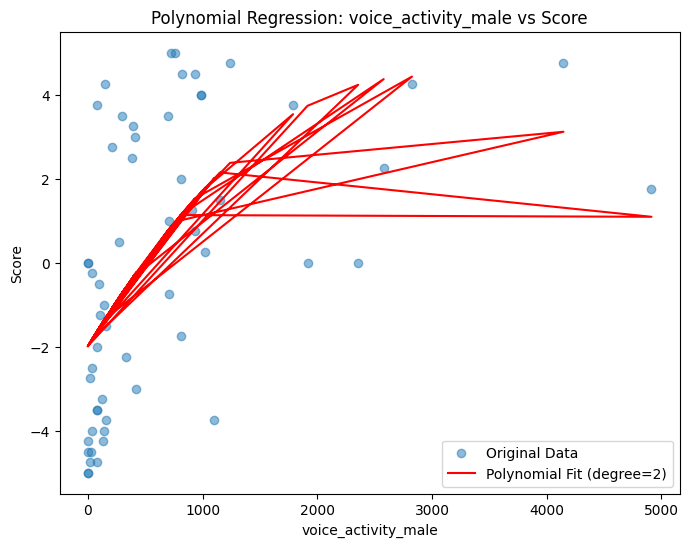 Polynomial Regression: voice_activity_male vs Score
Score
4
2
0
−2
−4
Original Data
Polynomial Fit (degree=2)
0
1000
2000
3000
4000
5000
voice_activity_male